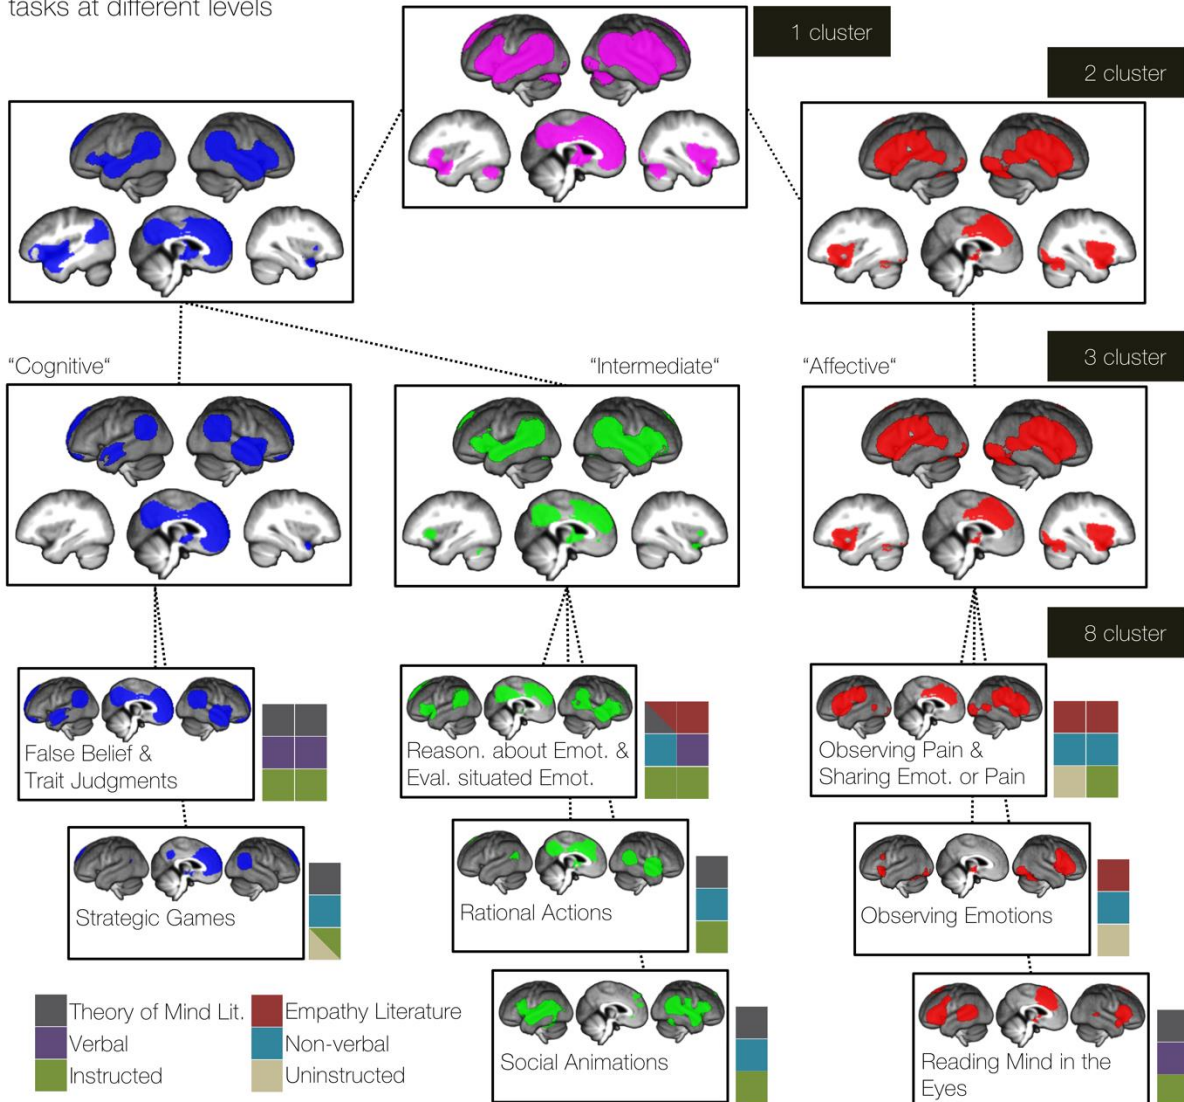 tasks at different levels
1 cluster
2 cluster
3 cluster
“Cognitive“
“Intermediate“
“Affective“
8 cluster
False Belief &
Trait Judgments
Reason. about Emot. &
Eval. situated Emot.
Observing Pain &
Sharing Emot. or Pain
Strategic Games
Rational Actions
Observing Emotions
Social Animations
Reading Mind in the
Eyes
Theory of Mind Lit.
Empathy Literature
Verbal
Non-verbal
Instructed
Uninstructed